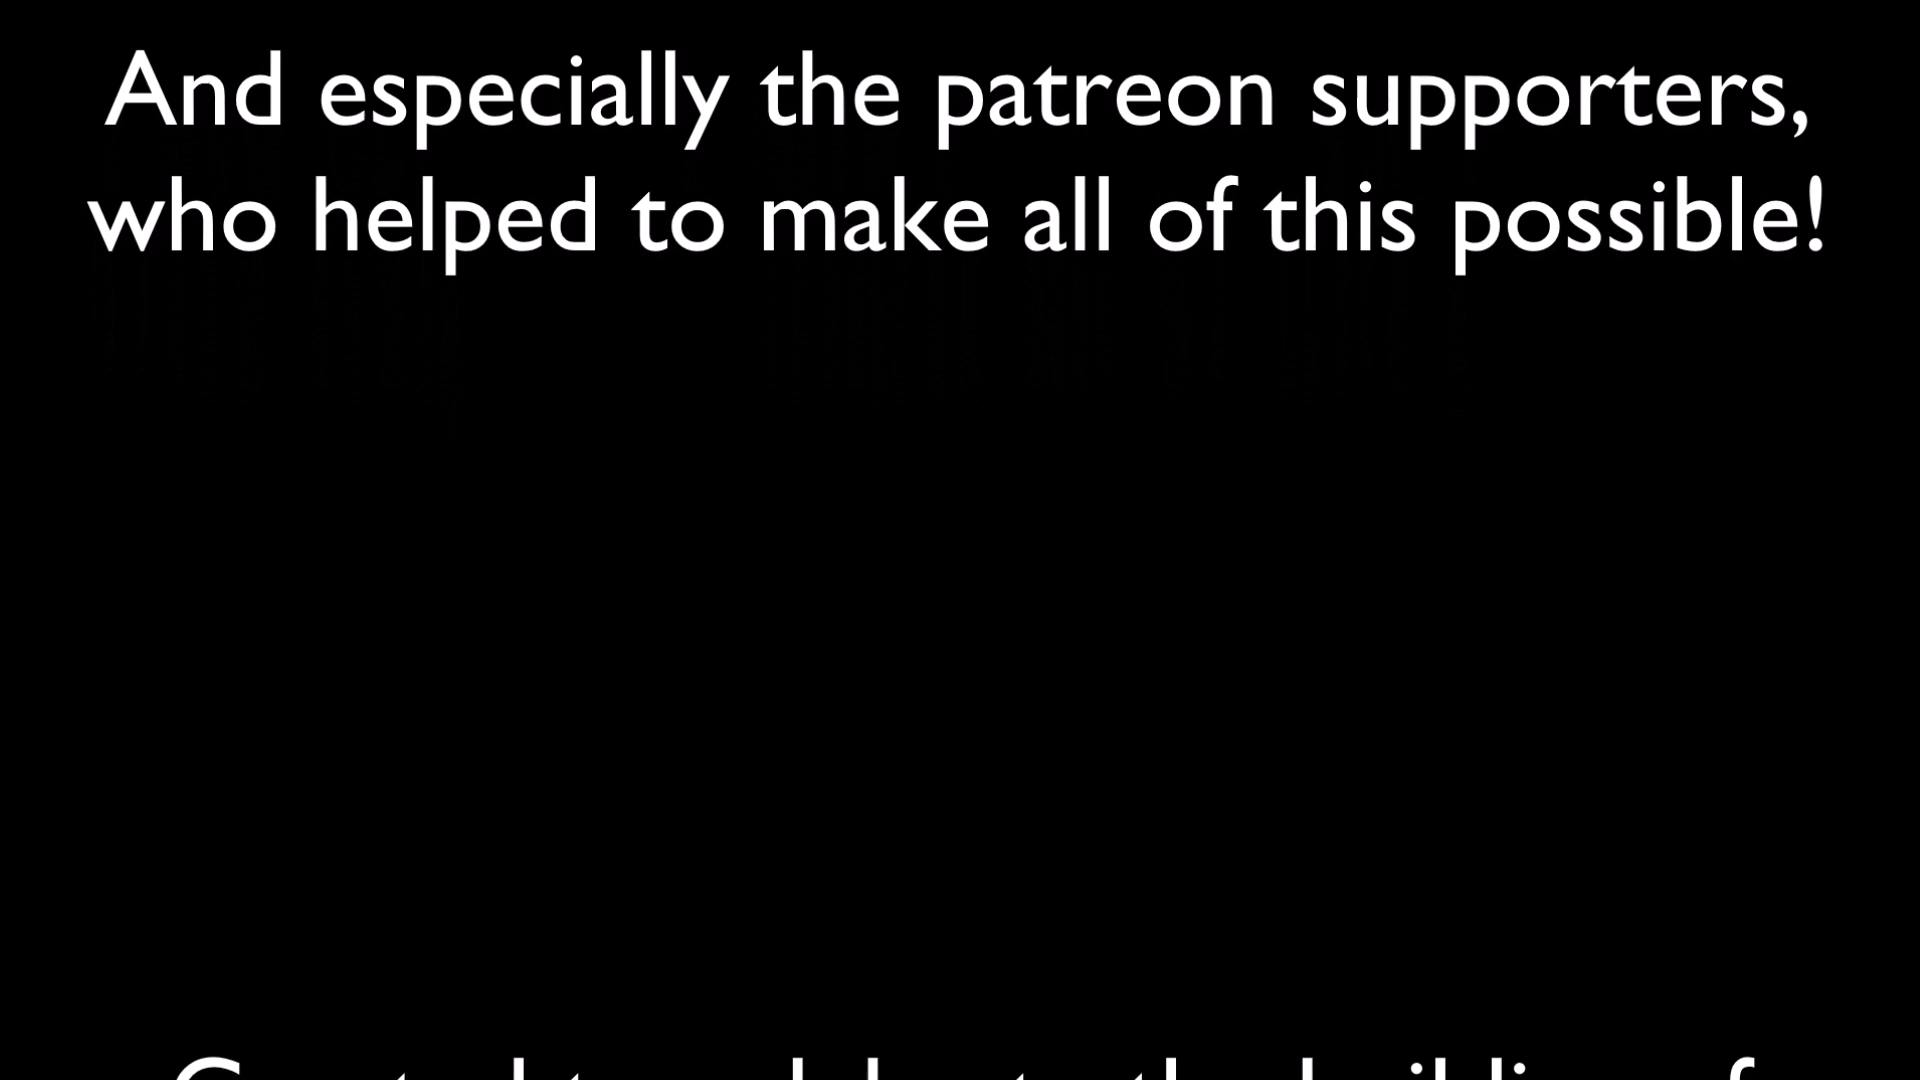 And especially the patreon supporters,
who helped to make all of this possible!